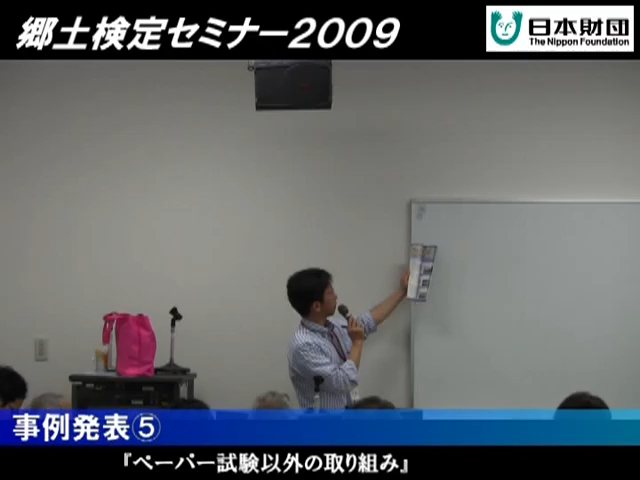 郷土検定セミナー2009
日本財団
The Nippon Foundation
事例発表⑤
『ペーパー試験以外の取り組み』